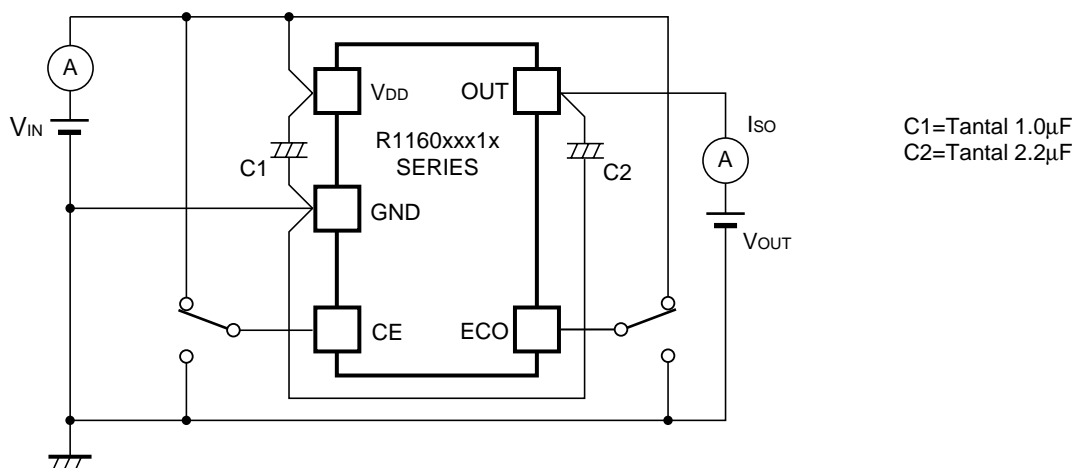 A
VIN
VDD
OUT
R1160xxx1x
SERIES
C1
C2
GND
CE
ECO
ISO
A
VOUT
C1=Tantal 1.0μF
C2=Tantal 2.2μF